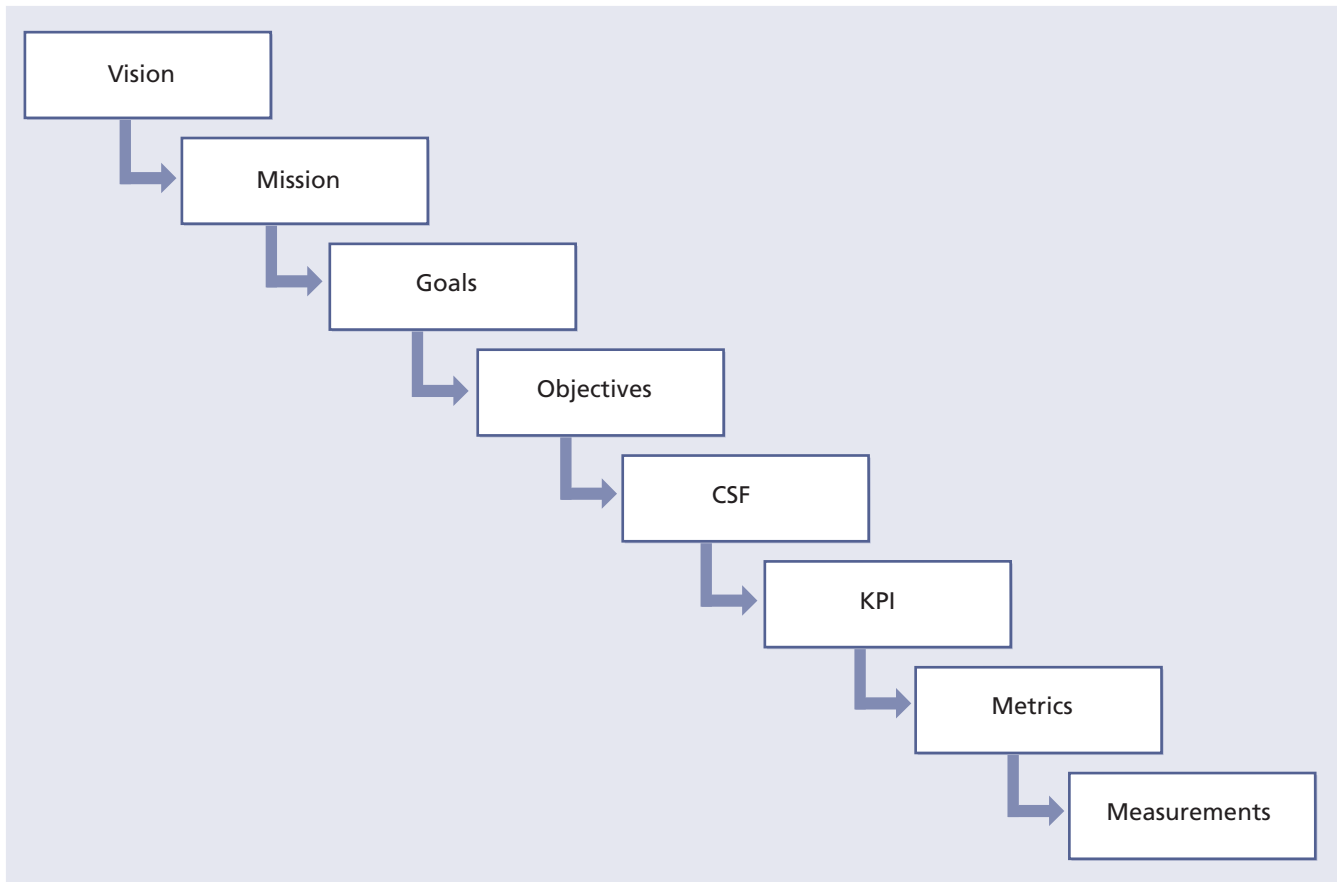 Vision
Mission
Goals
Objectives
CSF
KPI
Metrics
Measurements